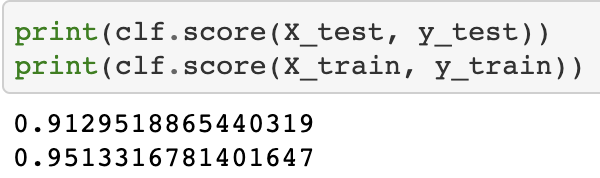 print(clf.score(X_test, y_test))
print(clf.score(X_train, y_train))
0.9129518865440319
0.9513316781401647